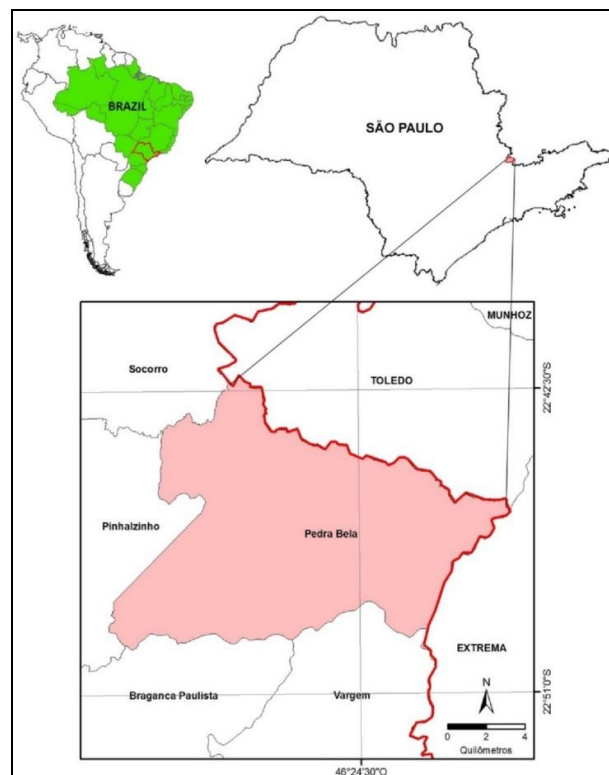 BRAZIL
SÃO PAULO
MUNHOZ
Socorro
TOLEDO
22°42'30"S
Pinhalzinho
Pedra Bela
EXTREMA
Braganca Paulista
Vargem
22°51'0"S
N
0 2 4
Quilômetros
46°24'30"O